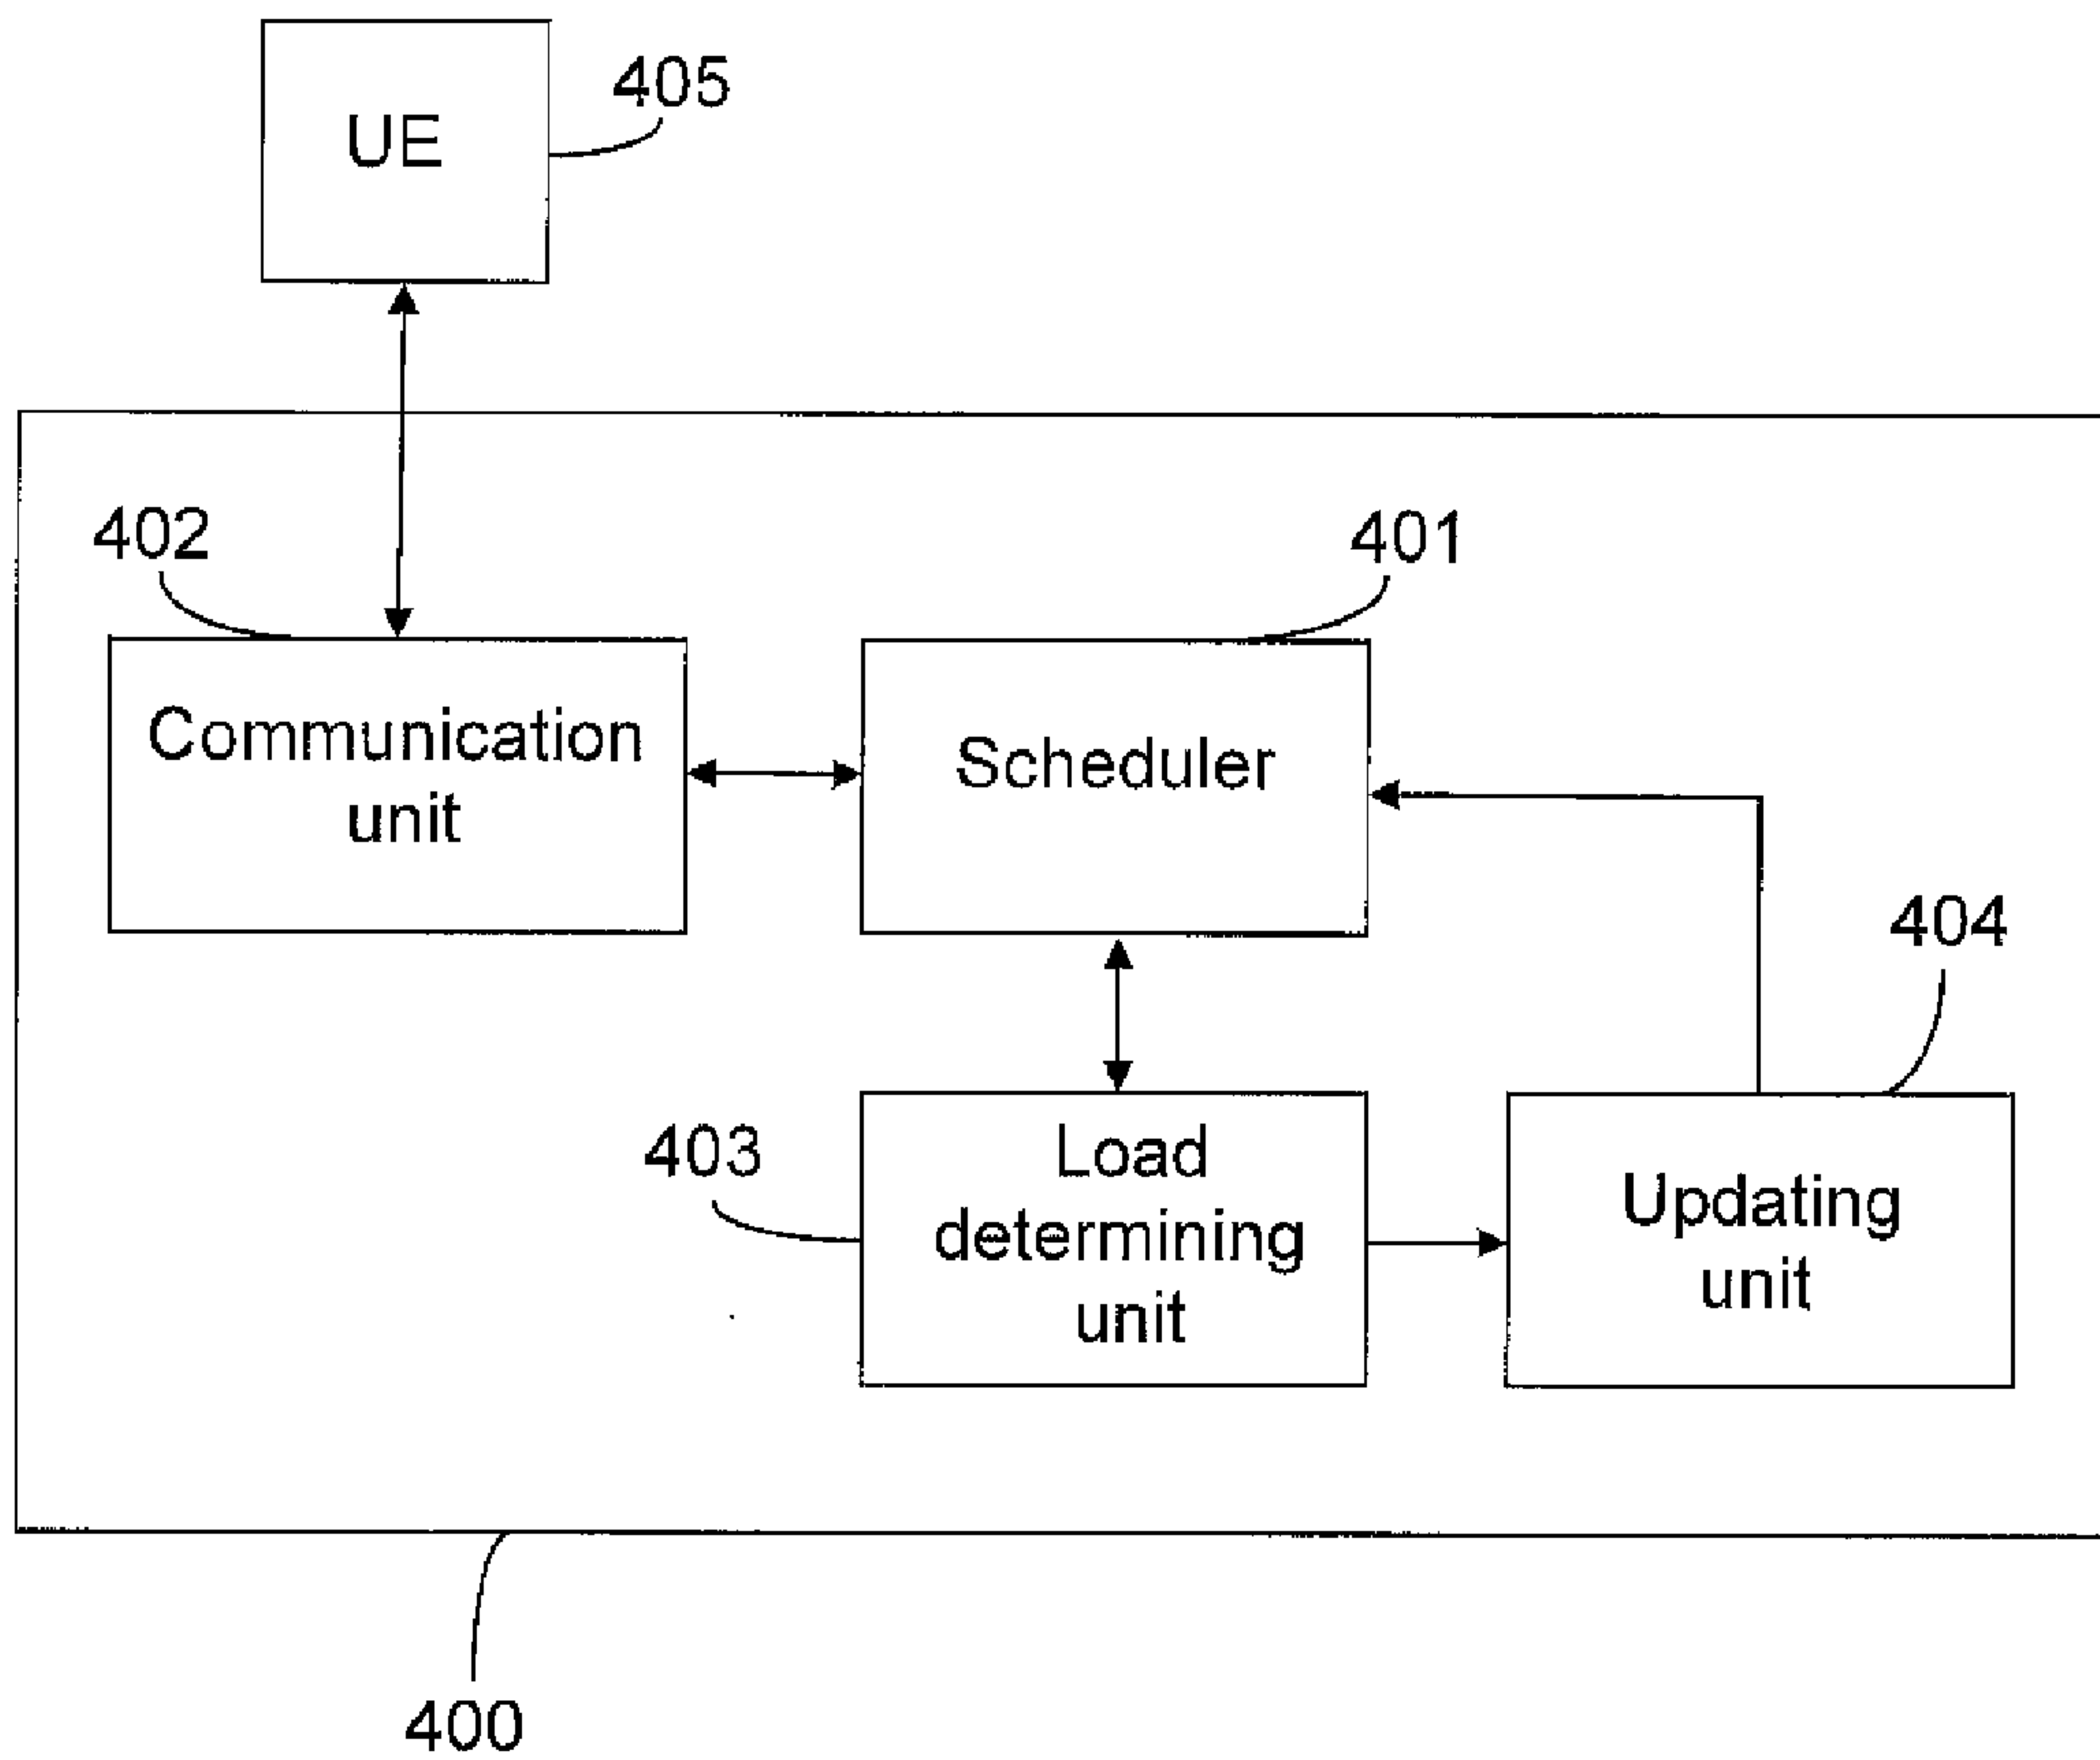 UE
405
402
401
Communication
unit
Scheduler
404
403
Load
determining
unit
Updating
unit
400